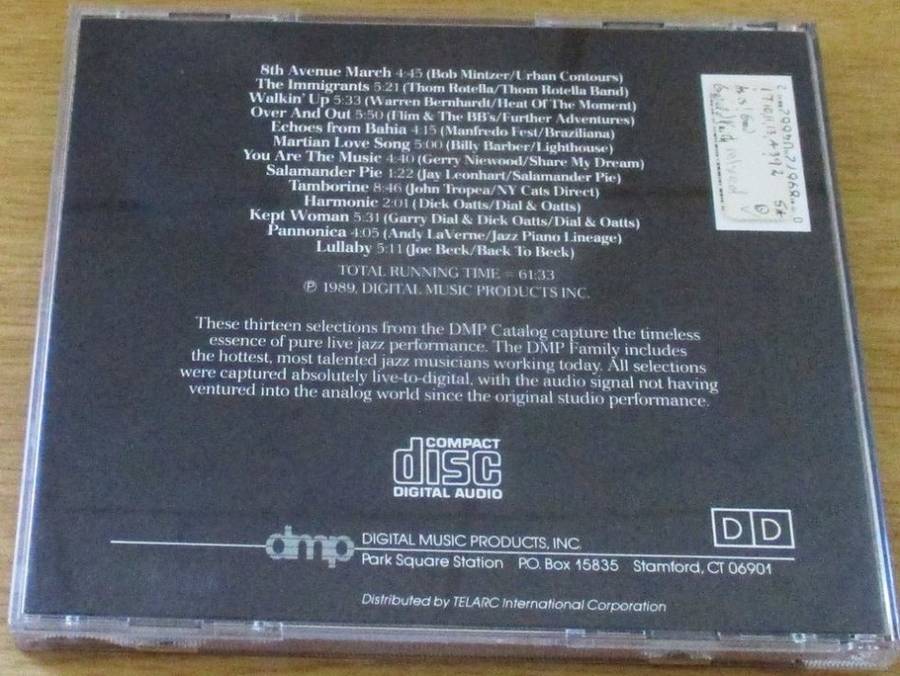 8th Avenue March 4:45 (Bob Mintzer/Urban Contours)
The Immigrants 5:21 (Thom Rotella/Thom Rotella Band)
Walkin' Up 5:33 (Warren Bernhardt/Heat Of The Moment)
Over And Out 5:50 (Flim & The BB's/Further Adventures)
Echoes from Bahia 4:15 (Manfredo Fest/Braziliana)
Martian Love Song 5:00 (Billy Barber/Lighthouse)
You Are The Music 4:40 (Gerry Niewood/Share My Dream)
Salamander Pie 1:22 (Jay Leonhart/Salamander Pie)
Tamborine 8:46 (John Tropea/NY Cats Direct)
Harmonic 2:01 (Dick Oatts/Dial & Oatts)
Kept Woman 5:31 (Garry Dial & Dick Oatts/Dial & Oatts)
Pannonica 4:05 (Andy LaVerne/Jazz Piano Lineage)
Lullaby 5:11 (Joe Beck/Back To Beck)
TOTAL RUNNING TIME = 61:33
℗ 1989, DIGITAL MUSIC PRODUCTS INC.
These thirteen selections from the DMP Catalog capture the timeless
essence of pure live jazz performance. The DMP Family includes
the hottest, most talented jazz musicians working today. All selections
were captured absolutely live-to-digital, with the audio signal not having
ventured into the analog world since the original studio performance.
COMPACT
disc
DIGITAL AUDIO
D D
dmp DIGITAL MUSIC PRODUCTS, INC.
Park Square Station P.O. Box 15835 Stamford, CT 06901
Distributed by TELARC International Corporation